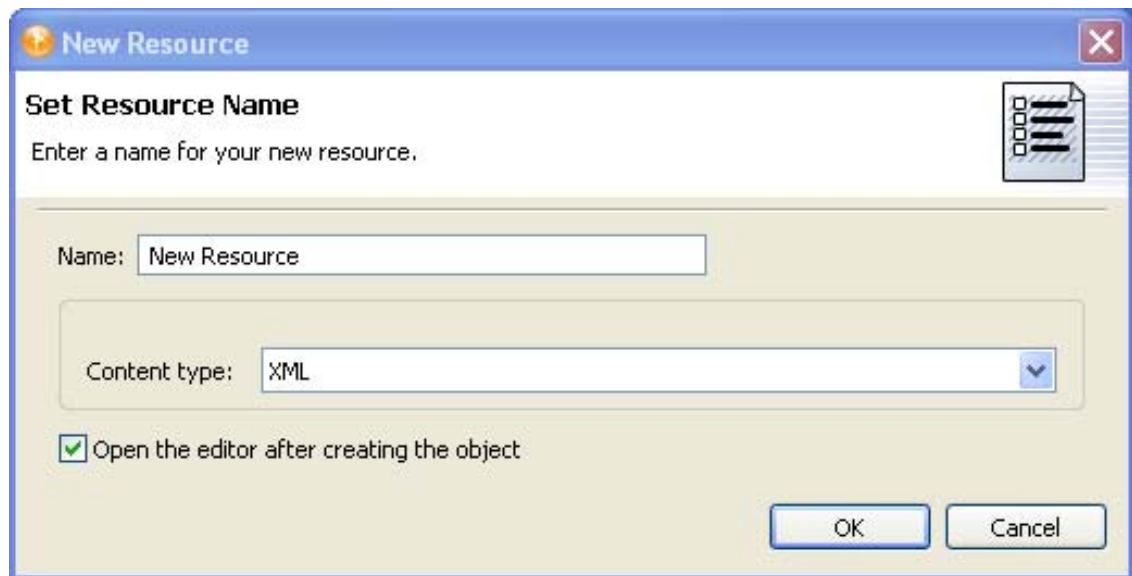 New Resource
Set Resource Name
Enter a name for your new resource.
Name: New Resource
Content type: XML
Open the editor after creating the object
OK Cancel